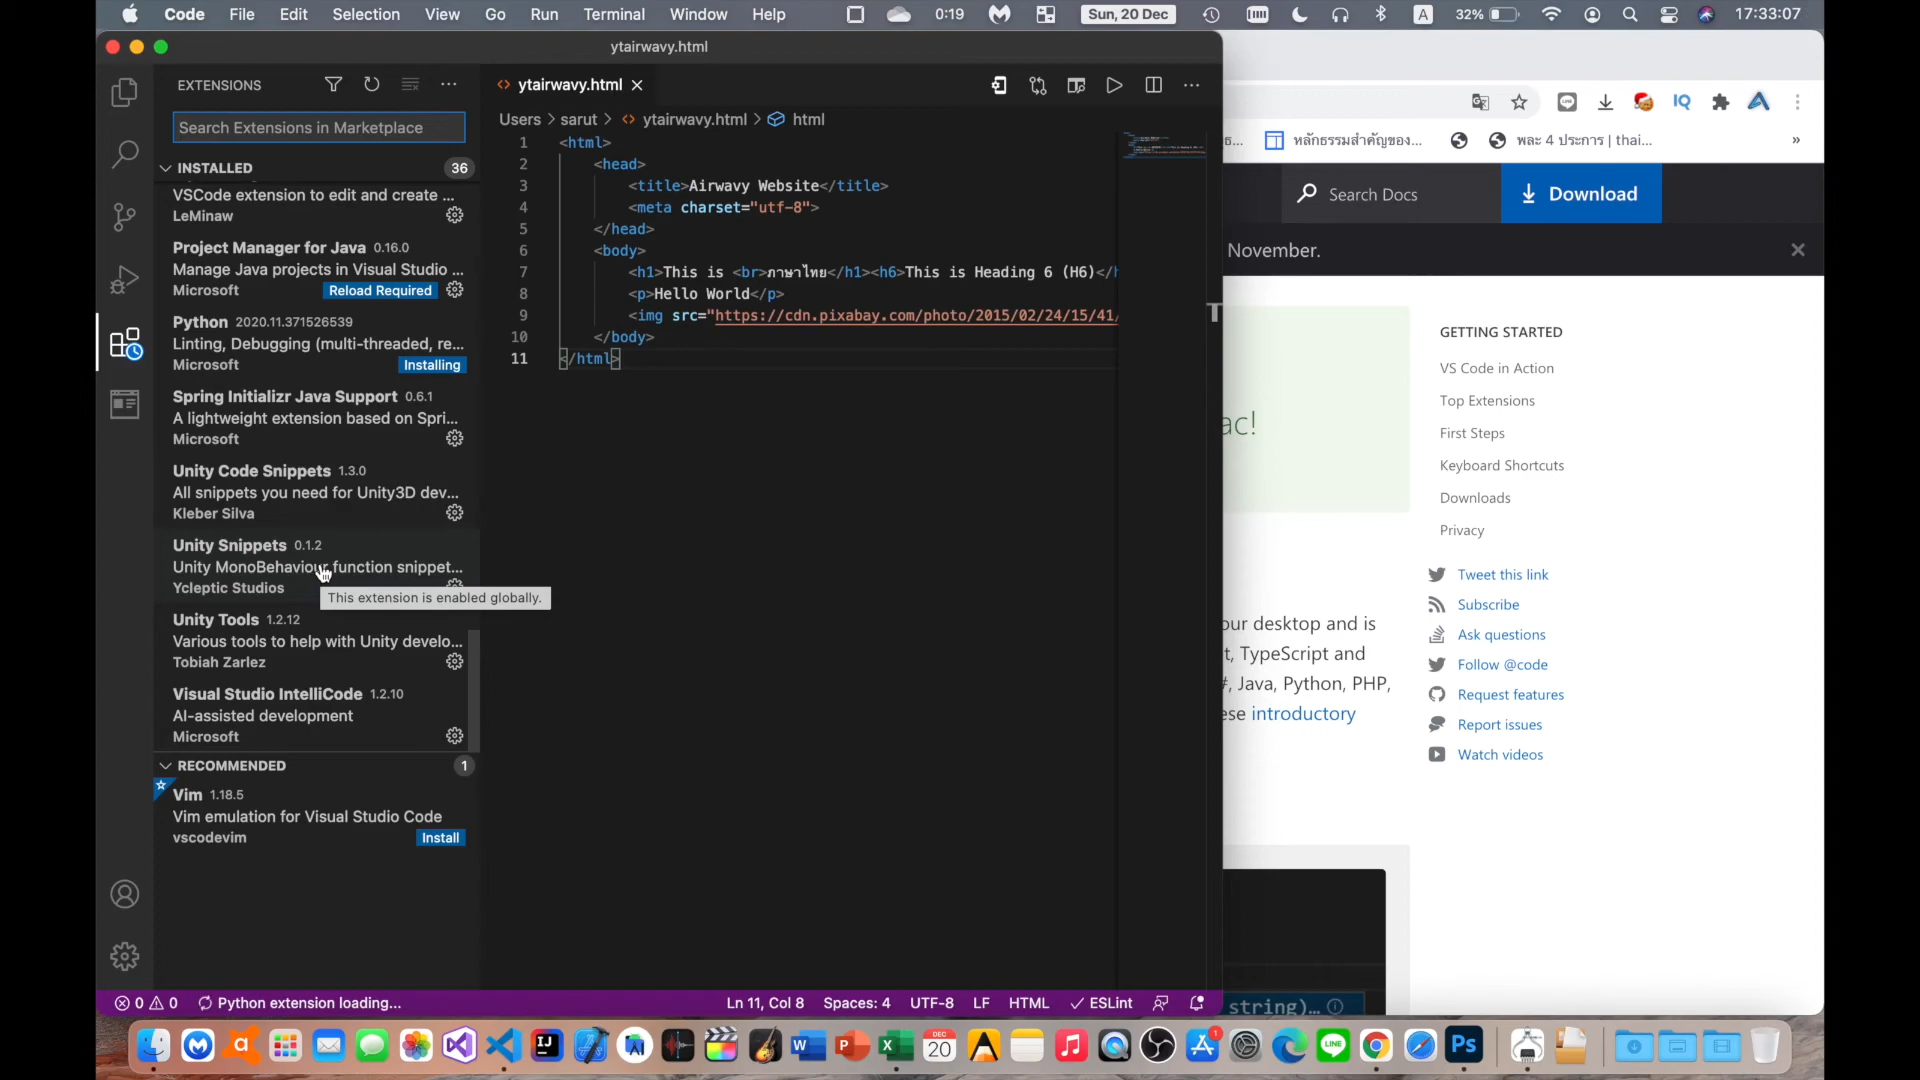 Code File Edit Selection View Go Run Terminal Window Help 0:19 Sun, 20 Dec A 32% 17:33:07
ytairwavy.html
EXTENSIONS
Search Extensions in Marketplace
INSTALLED 36
VSCode extension to edit and create ...
LeMinaw
Project Manager for Java 0.16.0
Manage Java projects in Visual Studio ...
Microsoft Reload Required
Python 2020.11.371526539
Linting, Debugging (multi-threaded, re...
Microsoft Installing
Spring Initializr Java Support 0.6.1
A lightweight extension based on Spri...
Microsoft
Unity Code Snippets 1.3.0
All snippets you need for Unity3D dev...
Kleber Silva
Unity Snippets 0.1.2
Unity MonoBehaviour function snippet...
Ycleptic Studios
This extension is enabled globally.
Unity Tools 1.2.12
Various tools to help with Unity develo...
Tobiah Zarlez
Visual Studio IntelliCode 1.2.10
AI-assisted development
Microsoft
RECOMMENDED 1
Vim 1.18.5
Vim emulation for Visual Studio Code
vscodevim Install
ytairwavy.html
Users > sarut > ytairwavy.html > html
1 <html>
2 <head>
3 <title>Airwavy Website</title>
4 <meta charset="utf-8">
5 </head>
6 <body>
7 <h1>This is <br>ภาษาไทย</h1><h6>This is Heading 6 (H6)</h
8 <p>Hello World</p>
9 <img src="https://cdn.pixabay.com/photo/2015/02/24/15/41/
10 </body>
11 </html>
0 0 Python extension loading... Ln 11, Col 8 Spaces: 4 UTF-8 LF HTML ESLint
IQ
ธ... หลักธรรมสำคัญของ... พละ 4 ประการ | thai... »
Search Docs Download
November.
T
ac!
GETTING STARTED
VS Code in Action
Top Extensions
First Steps
Keyboard Shortcuts
Downloads
Privacy
Tweet this link
Subscribe
Ask questions
Follow @code
Request features
Report issues
Watch videos
our desktop and is
t, TypeScript and
#, Java, Python, PHP,
ese introductory
string)...
IJ W P X DEC 20 LINE 1 Ps